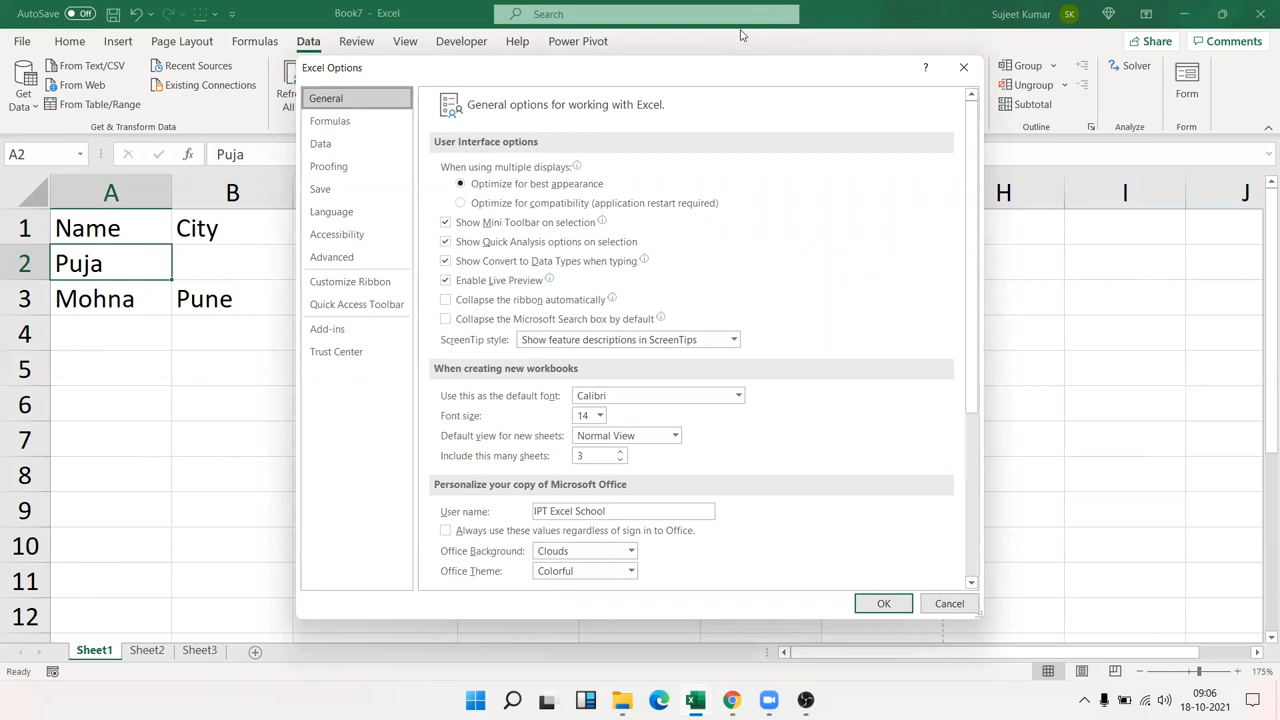 AutoSave Off Book7 - Excel Search Sujeet Kumar SK
File Home Insert Page Layout Formulas Data Review View Developer Help Power Pivot Share Comments
Get Data From Text/CSV Recent Sources
From Web Existing Connections
From Table/Range
Get & Transform Data
Refr
All
Group
Ungroup
Subtotal
Outline
Solver
Analyze
Form
Form
A2 fx Puja
A B H I J
1 Name City
2 Puja
3 Mohna Pune
4
5
6
7
8
9
10
11
12
Excel Options ? 
General
Formulas
Data
Proofing
Save
Language
Accessibility
Advanced
Customize Ribbon
Quick Access Toolbar
Add-ins
Trust Center
General options for working with Excel.
User Interface options
When using multiple displays:
Optimize for best appearance
Optimize for compatibility (application restart required)
Show Mini Toolbar on selection
Show Quick Analysis options on selection
Show Convert to Data Types when typing
Enable Live Preview
Collapse the ribbon automatically
Collapse the Microsoft Search box by default
ScreenTip style: Show feature descriptions in ScreenTips
When creating new workbooks
Use this as the default font: Calibri
Font size: 14
Default view for new sheets: Normal View
Include this many sheets: 3
Personalize your copy of Microsoft Office
User name: IPT Excel School
Always use these values regardless of sign in to Office.
Office Background: Clouds
Office Theme: Colorful
OK Cancel
Sheet1 Sheet2 Sheet3
Ready 175%
09:06
18-10-2021